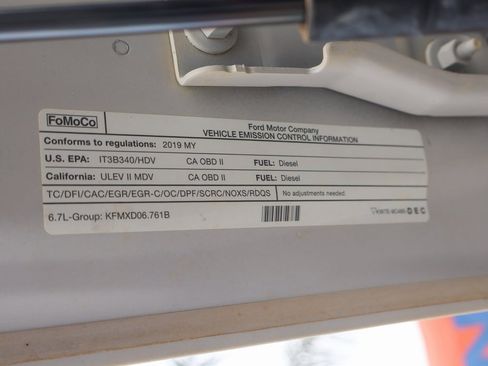 FoMoCo
Ford Motor Company
VEHICLE EMISSION CONTROL INFORMATION
Conforms to regulations: 2019 MY
U.S. EPA: IT3B340/HDV CA OBD II FUEL: Diesel
California: ULEV II MDV CA OBD II FUEL: Diesel
TC/DFI/CAC/EGR/EGR-C/OC/DPF/SCRC/NOXS/RDQS No adjustments needed.
6.7L-Group: KFMXD06.761B DEC